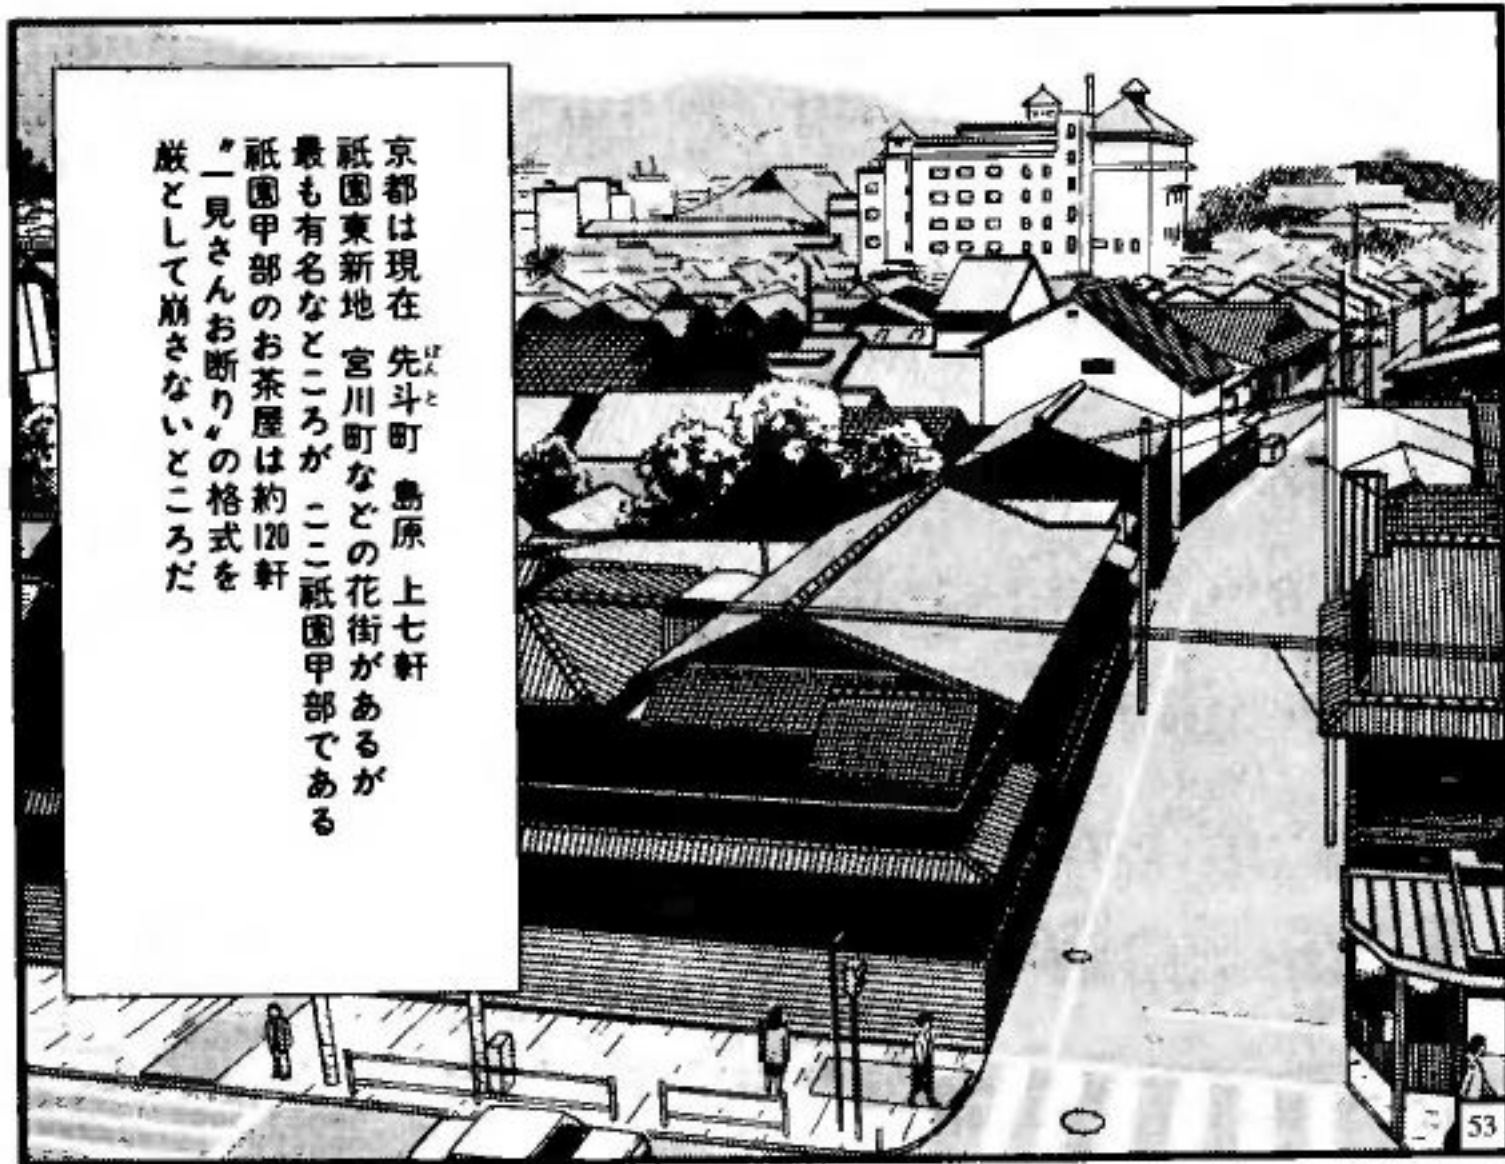 京都は現在 先斗町 島原 上七軒
ぽんと
祇園東新地 宮川町などの花街があるが
最も有名なところが ここ祇園甲部である
祇園甲部のお茶屋は約120軒
〝一見さんお断り〟の格式を
厳として崩さないところだ
53